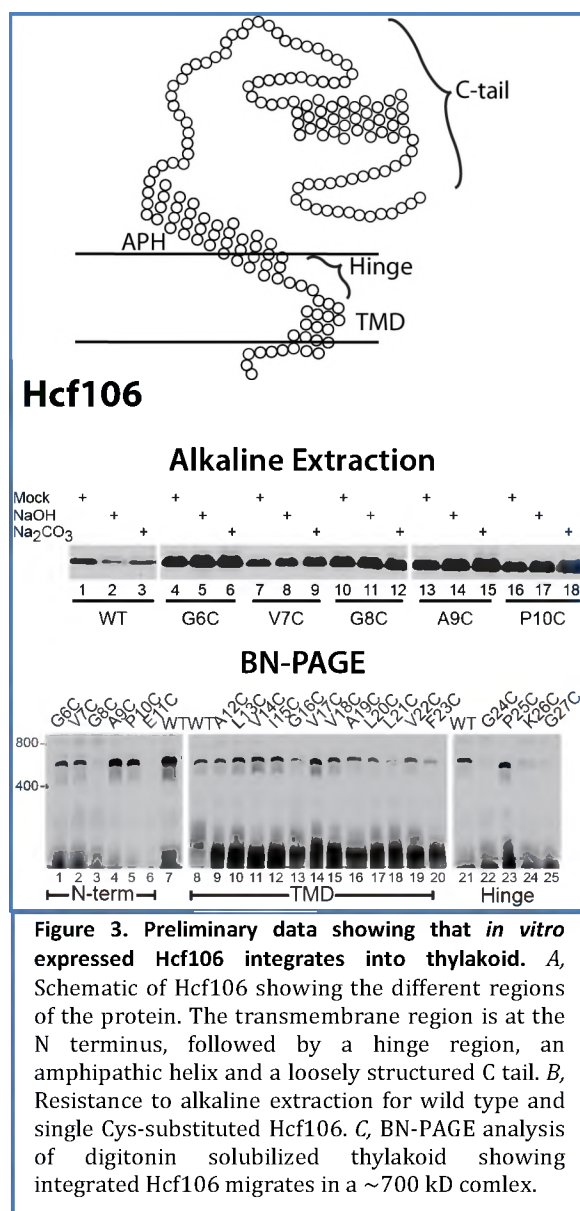 C-tail
APH
Hinge
TMD
Hcf106
Alkaline Extraction
Mock + + + + + +
NaOH + + + + + +
Na2CO3 + + + + + +
1 2 3 4 5 6 7 8 9 10 11 12 13 14 15 16 17 18
WT G6C V7C G8C A9C P10C
BN-PAGE
G6C V7C G8C A9C P10C E11C WT WT A12C L13C V14C I15C G16C V17C V18C A19C L20C L21C V22C F23C WT G24C P25C K26C G27C
800
400
1 2 3 4 5 6 7 8 9 10 11 12 13 14 15 16 17 18 19 20 21 22 23 24 25
N-term TMD Hinge
Figure 3. Preliminary data showing that in vitro
expressed Hcf106 integrates into thylakoid. A,
Schematic of Hcf106 showing the different regions
of the protein. The transmembrane region is at the
N terminus, followed by a hinge region, an
amphipathic helix and a loosely structured C tail. B,
Resistance to alkaline extraction for wild type and
single Cys-substituted Hcf106. C, BN-PAGE analysis
of digitonin solubilized thylakoid showing
integrated Hcf106 migrates in a ~700 kD comlex.